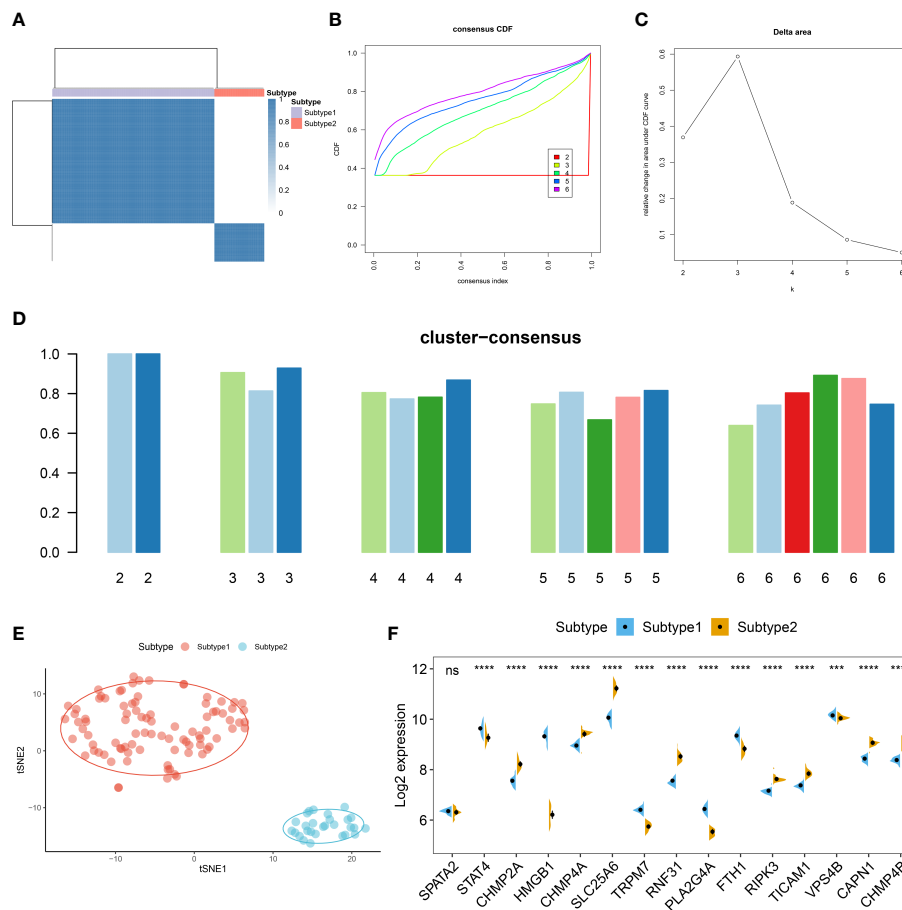 A
Subtype
1
0.8
0.6
0.4
0.2
0
Subtype
Subtype1
Subtype2
B
consensus CDF
CDF
1.0
0.8
0.6
0.4
0.2
0.0
2
3
4
5
6
0.0 0.2 0.4 0.6 0.8 1.0
consensus index
C
Delta area
relative change in area under CDF curve
0.6
0.5
0.4
0.3
0.2
0.1
2 3 4 5 6
k
D
cluster-consensus
1.0
0.8
0.6
0.4
0.2
0.0
2 2 3 3 3 4 4 4 4 5 5 5 5 5 6 6 6 6 6 6
E
Subtype Subtype1 Subtype2
tSNE2
10
0
−10
−10 0 10 20
tSNE1
F
Subtype Subtype1 Subtype2
ns **** **** **** **** **** **** **** **** **** **** **** *** **** ****
Log2 expression
12
10
8
6
SPATA2 STAT4 CHMP2A HMGB1 CHMP4A SLC25A6 TRPM7 RNF31 PLA2G4A FTH1 RIPK3 TICAM1 VPS4B CAPN1 CHMP4B